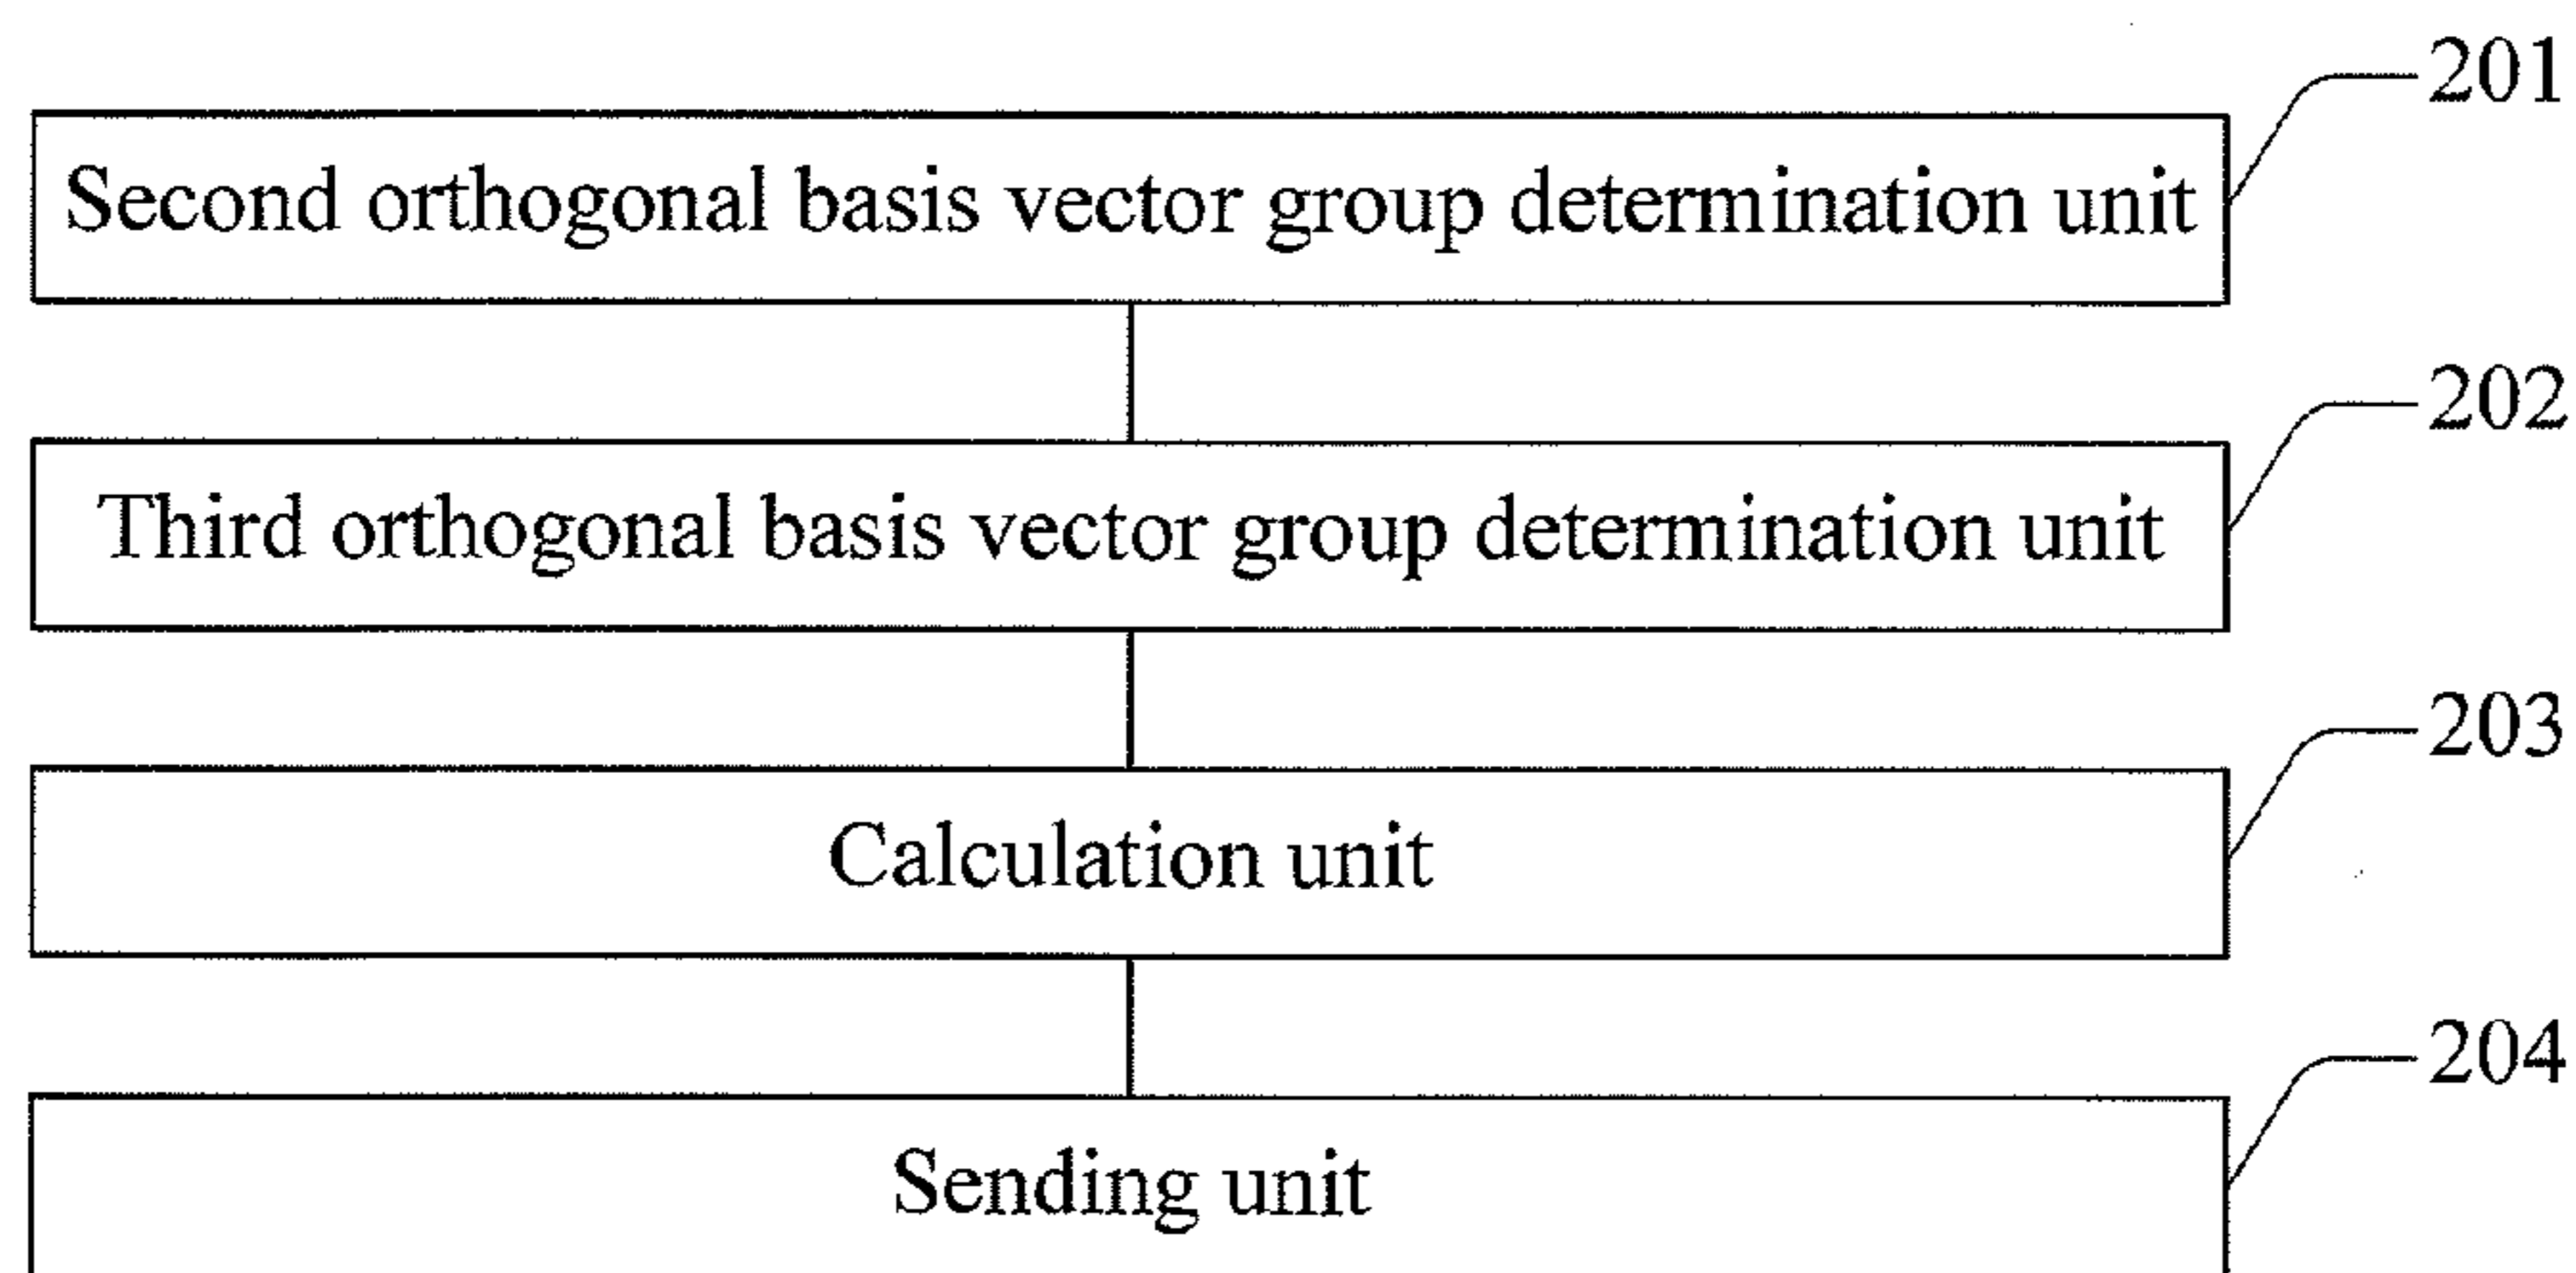 201
Second orthogonal basis vector group determination unit
202
Third orthogonal basis vector group determination unit
203
Calculation unit
204
Sending unit